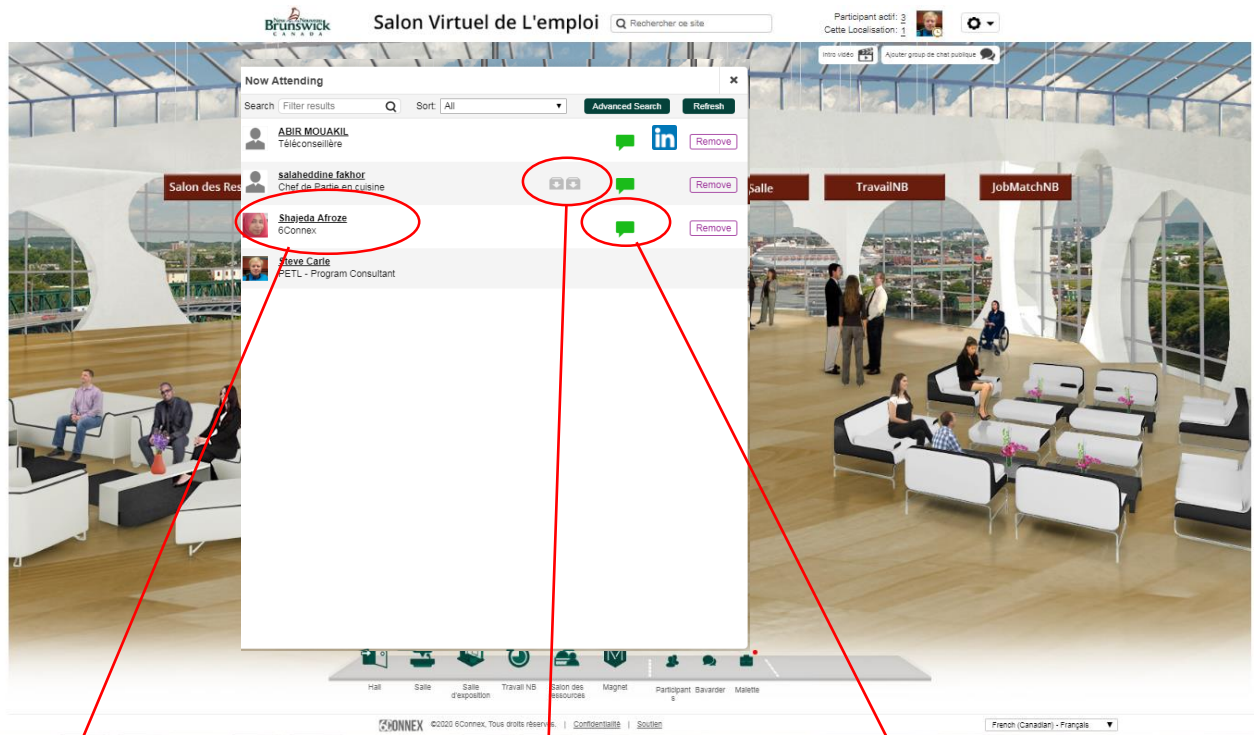 New Nouveau
Brunswick
CANADA
Salon Virtuel de L'emploi
Rechercher ce site
Participant actif: 3
Cette Localisation: 1
Intro vidéo
Ajouter group de chat publique
Now Attending
Search
Filter results
Sort:
All
Advanced Search
Refresh
ABIR MOUAKIL
Téléconseillère
in
Remove
salaheddine fakhor
Chef de Partie en cuisine
Remove
Shajeda Afroze
6Connex
Remove
Steve Carle
PETL - Program Consultant
Salon des Res
Salle
TravailNB
JobMatchNB
Hall
Salle
Salle
d'exposition
Travail NB
Salon des
ressources
Magnet
Participant
s
Bavarder
Malette
6CONNEX
©2020 6Connex, Tous droits réservés. | Confidentialité | Soutien
French (Canadian) - Français